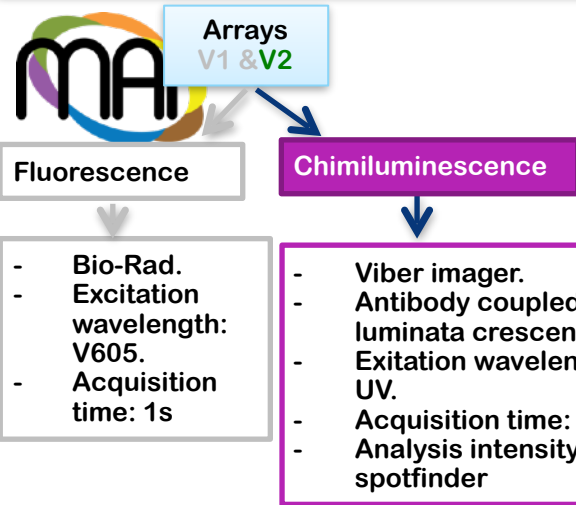 MAI
Arrays
V1 &V2
Fluorescence
Chimiluminescence
- Bio-Rad.
- Excitation
wavelength:
V605.
- Acquisition
time: 1s
- Viber imager.
- Antibody coupled
luminata crescen
- Exitation wavelen
UV.
- Acquisition time:
- Analysis intensity
spotfinder